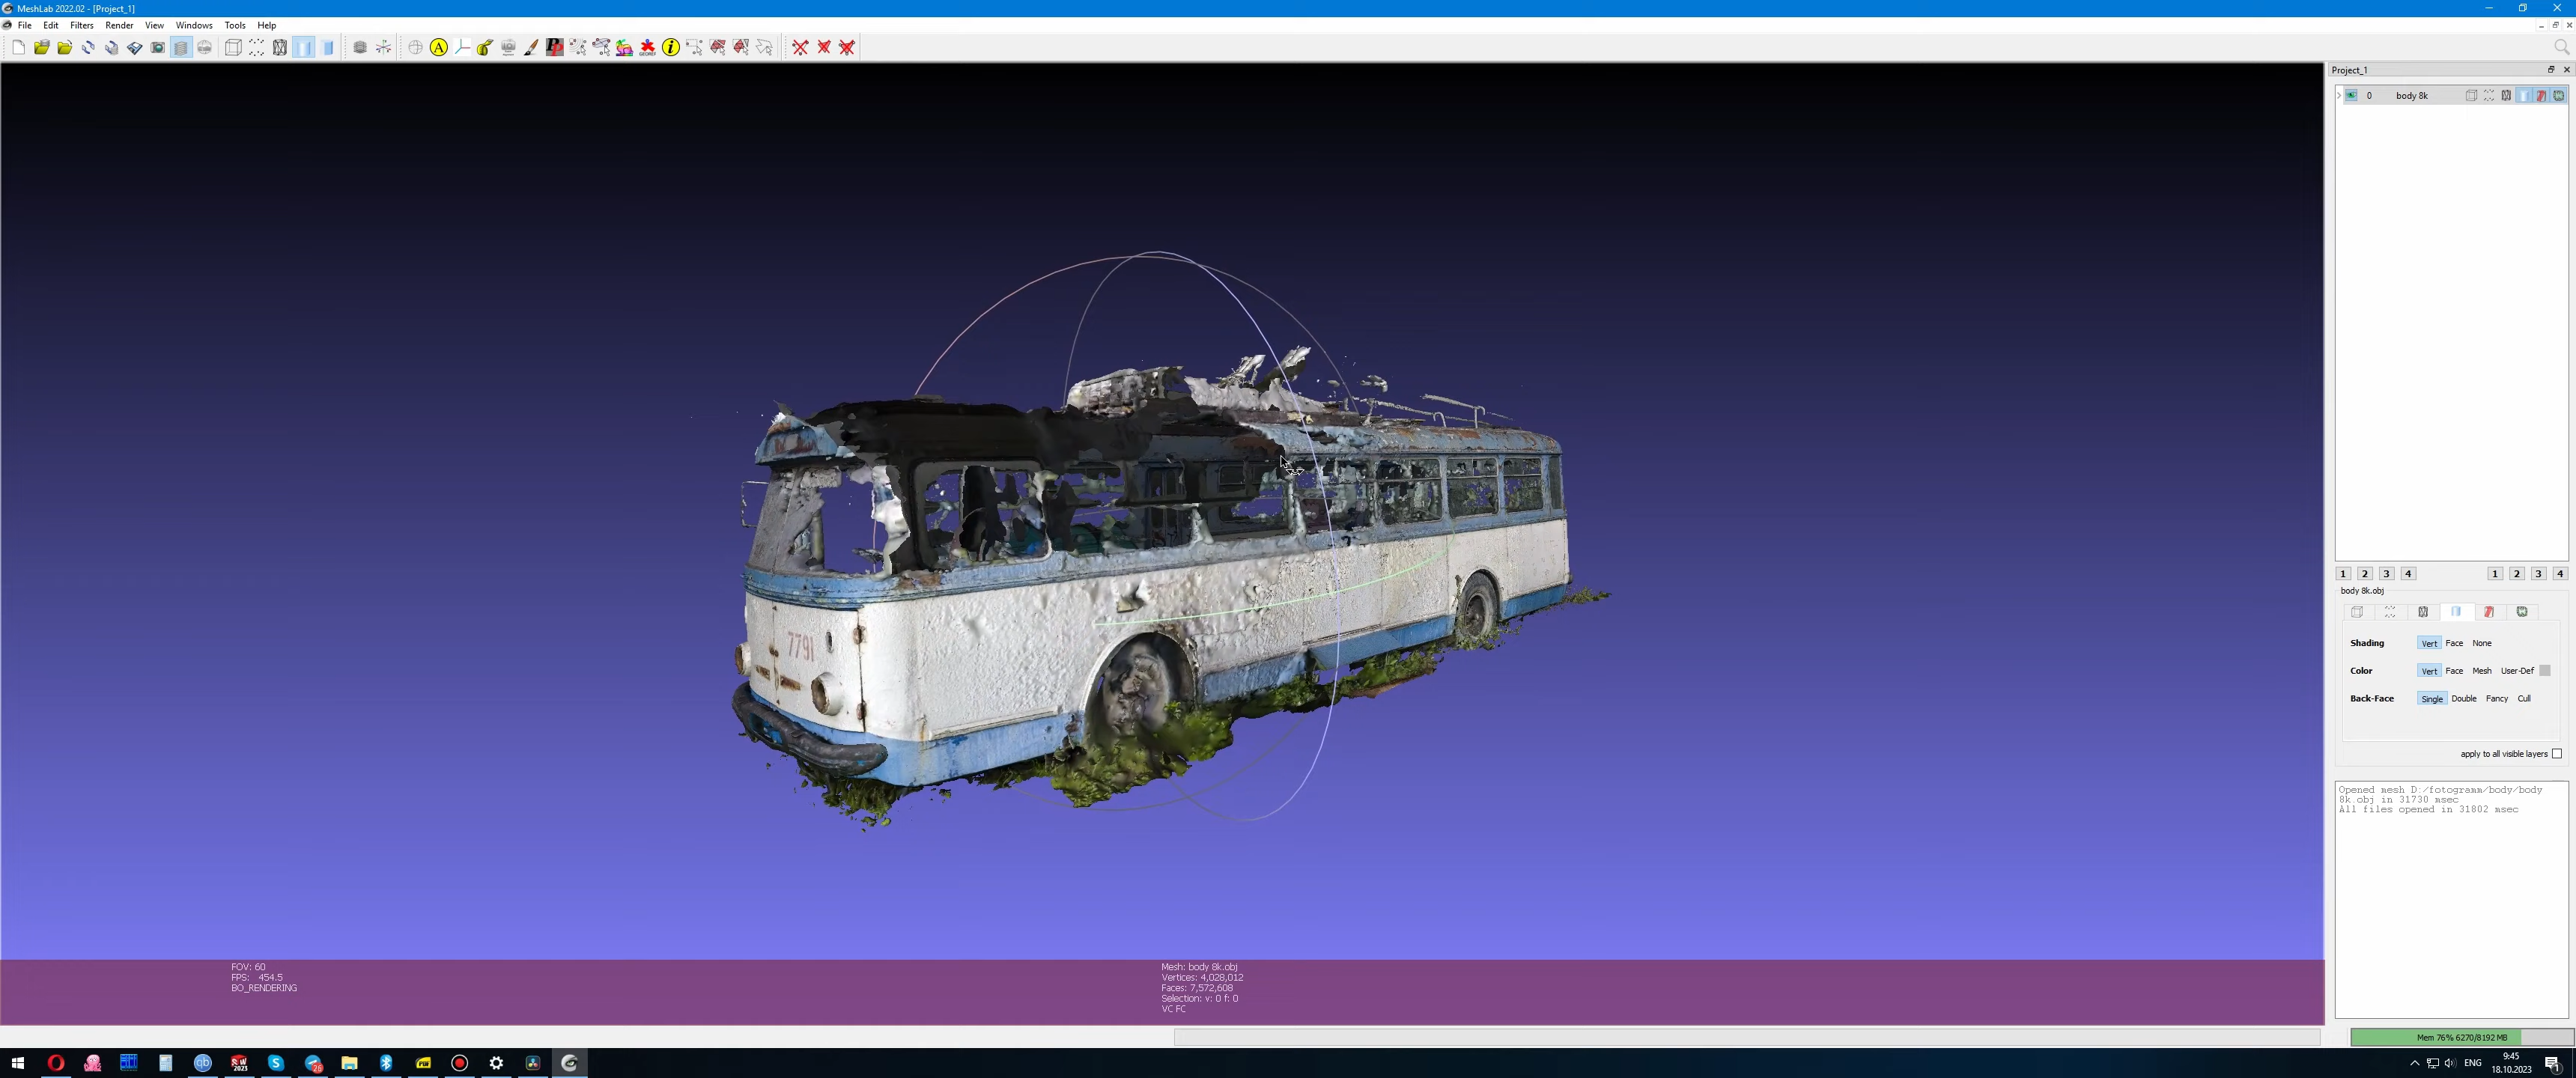 MeshLab 2022.02 - [Project_1]
File Edit Filters Render View Windows Tools Help
Project_1
0 body 8k
7791
1 2 3 4 1 2 3 4
body 8k.obj
Shading Vert Face None
Color Vert Face Mesh User-Def
Back-Face Single Double Fancy Cull
apply to all visible layers
Opened mesh D:/fotogramm/body/body
8k.obj in 31730 msec
All files opened in 31802 msec
FOV: 60
FPS: 454.5
BO_RENDERING
Mesh: body 8k.obj
Vertices: 4,028,012
Faces: 7,572,608
Selection: v: 0 f: 0
VC FC
Mem 76% 6270/8192 MB
ENG
9:45
18.10.2023